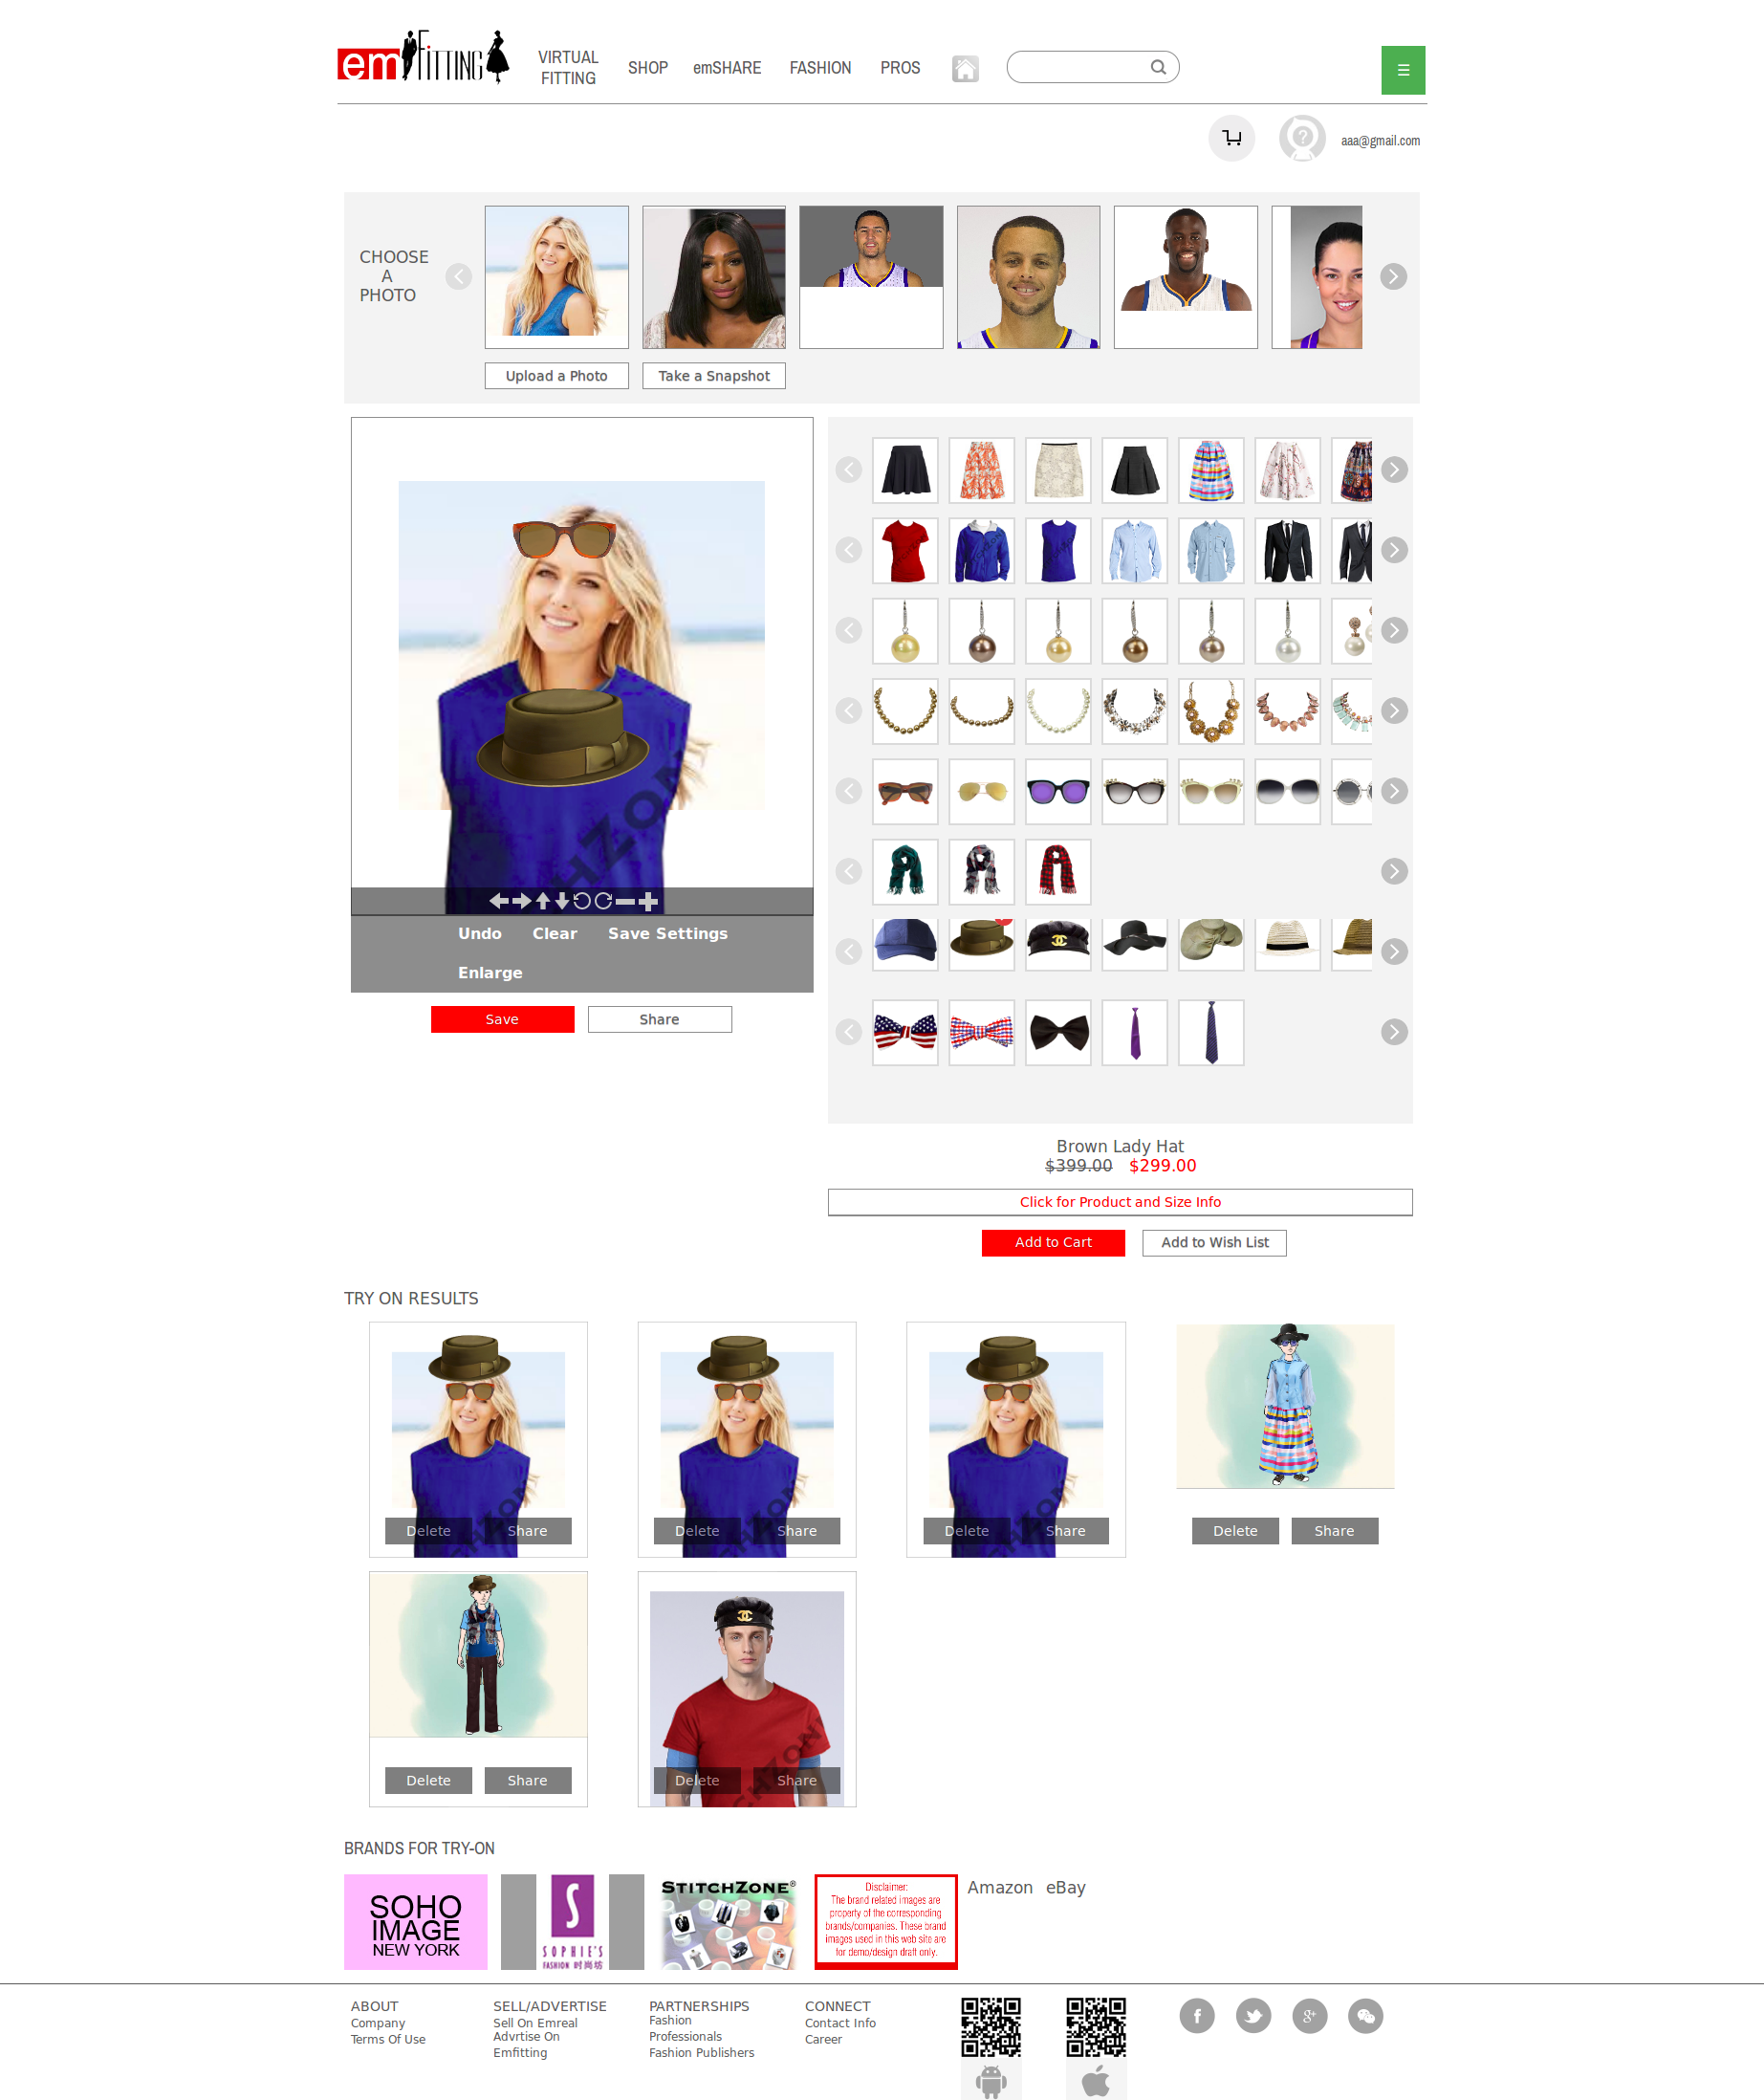 emFITTING
VIRTUAL
FITTING
SHOP
emSHARE
FASHION
PROS
aaa@gmail.com
CHOOSE
A
PHOTO
Upload a Photo
Take a Snapshot
HZON
Undo
Clear
Save Settings
Enlarge
Save
Share
Brown Lady Hat
$399.00 $299.00
Click for Product and Size Info
Add to Cart
Add to Wish List
TRY ON RESULTS
Delete
Share
Delete
Share
Delete
Share
Delete
Share
Delete
Share
Delete
Share
BRANDS FOR TRY-ON
SOHO
IMAGE
NEW YORK
S
SOPHIE'S
FASHION 时尚坊
STITCHZONE®
Disclaimer:
The brand related images are
property of the corresponding
brands/companies. These brand
images used in this web site are
for demo/design draft only.
Amazon
eBay
ABOUT
Company
Terms Of Use
SELL/ADVERTISE
Sell On Emreal
Advrtise On
Emfitting
PARTNERSHIPS
Fashion
Professionals
Fashion Publishers
CONNECT
Contact Info
Career